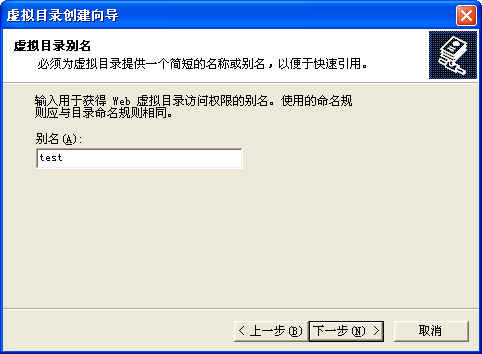 虚拟目录创建向导
虚拟目录别名
必须为虚拟目录提供一个简短的名称或别名，以便于快速引用。
输入用于获得 Web 虚拟目录访问权限的别名。使用的命名规
则应与目录命名规则相同。
别名(A):
test
< 上一步(B) 下一步(N) > 取消